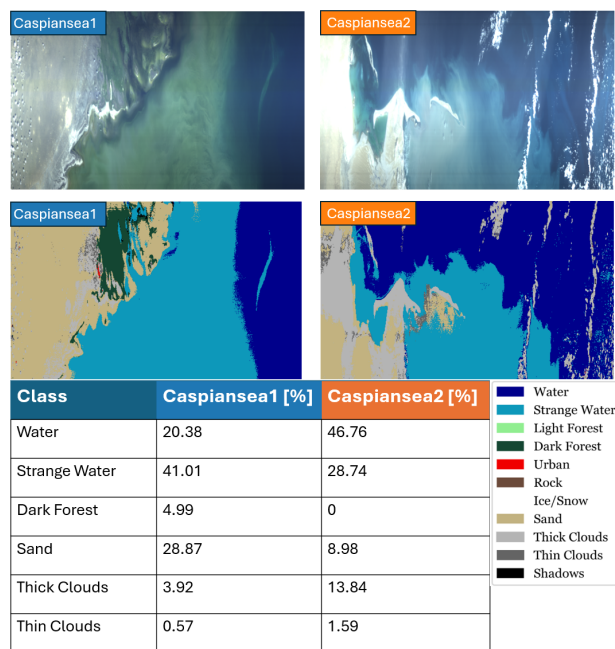 Caspiansea1
Caspiansea2
Caspiansea1
Caspiansea2
Class Caspiansea1 [%] Caspiansea2 [%]
Water 20.38 46.76
Strange Water 41.01 28.74
Dark Forest 4.99 0
Sand 28.87 8.98
Thick Clouds 3.92 13.84
Thin Clouds 0.57 1.59
Water
Strange Water
Light Forest
Dark Forest
Urban
Rock
Ice/Snow
Sand
Thick Clouds
Thin Clouds
Shadows